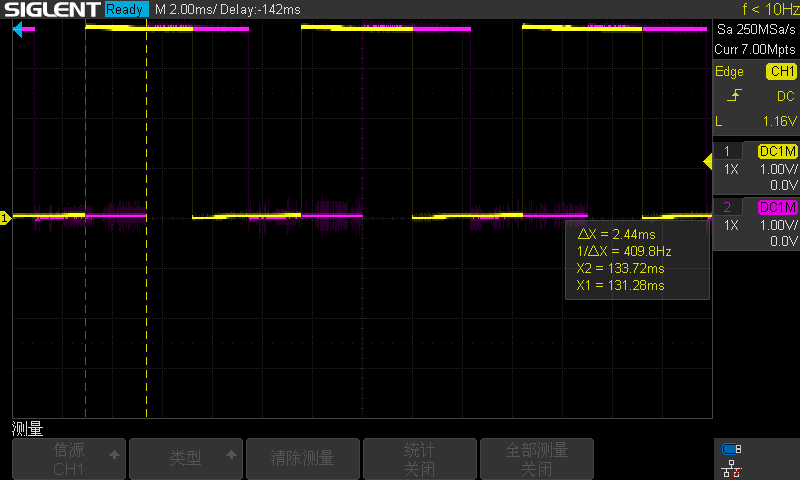 SIGLENT Ready M 2.00ms/ Delay:-142ms f < 10Hz
Sa 250MSa/s
Curr 7.00Mpts
Edge CH1
DC
L 1.16V
1 DC1M
1X 1.00V/
0.0V
2 DC1M
1X 1.00V/
0.0V
1
ΔX = 2.44ms
1/ΔX = 409.8Hz
X2 = 133.72ms
X1 = 131.28ms
测量
信源
CH1
类型
清除测量
统计
关闭
全部测量
关闭